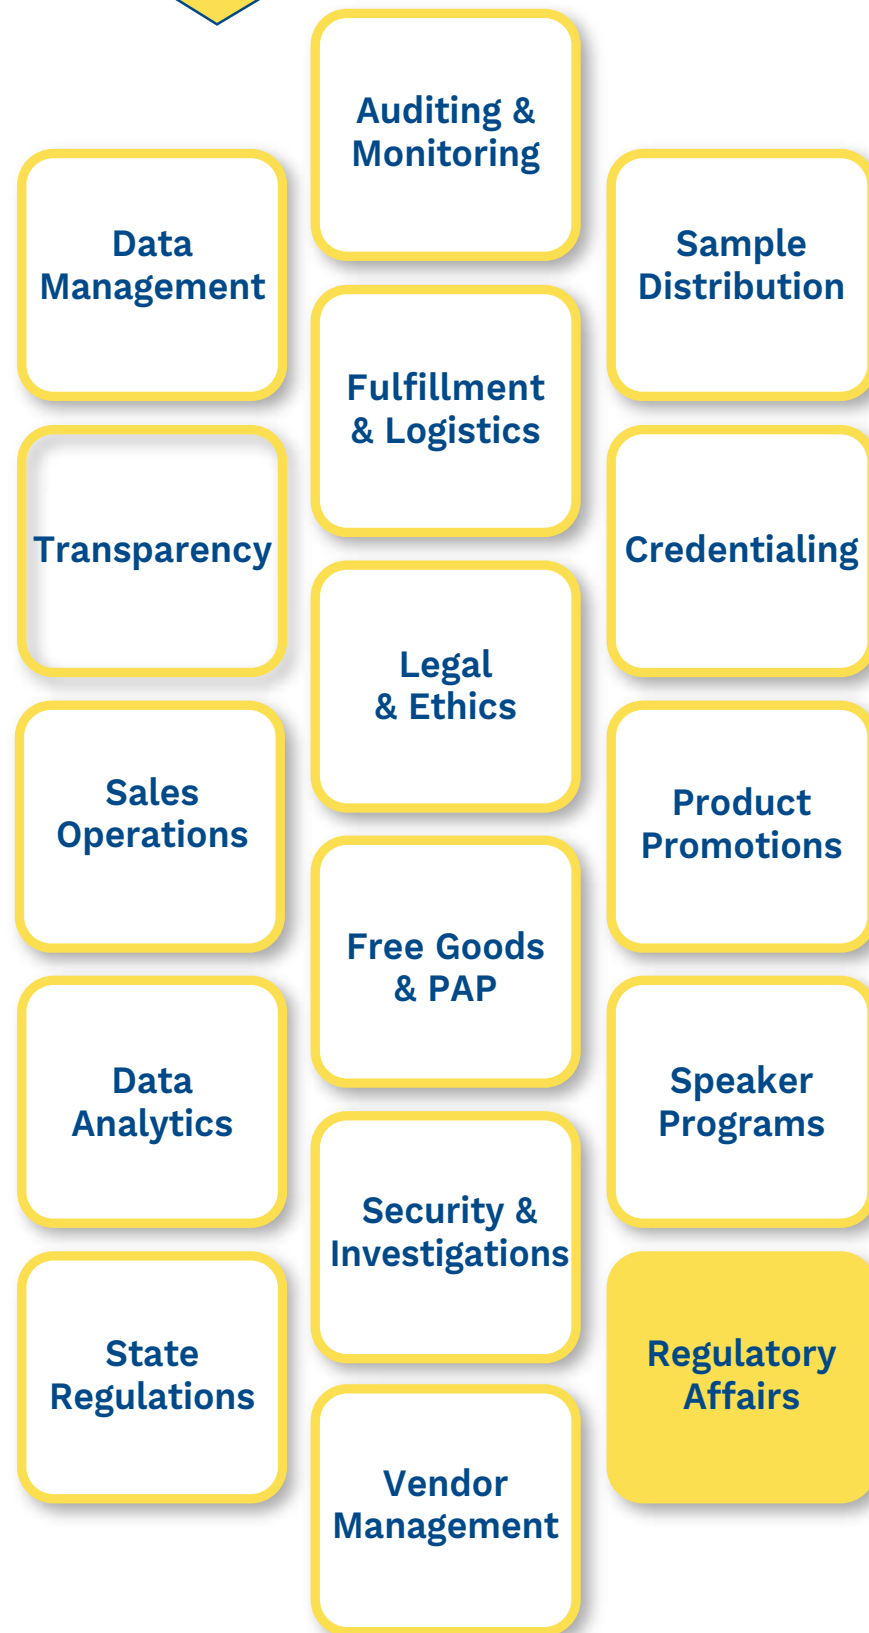 Auditing &
Monitoring
Data
Management
Sample
Distribution
Fulfillment
& Logistics
Transparency
Credentialing
Legal
& Ethics
Sales
Operations
Product
Promotions
Free Goods
& PAP
Data
Analytics
Speaker
Programs
Security &
Investigations
State
Regulations
Regulatory
Affairs
Vendor
Management